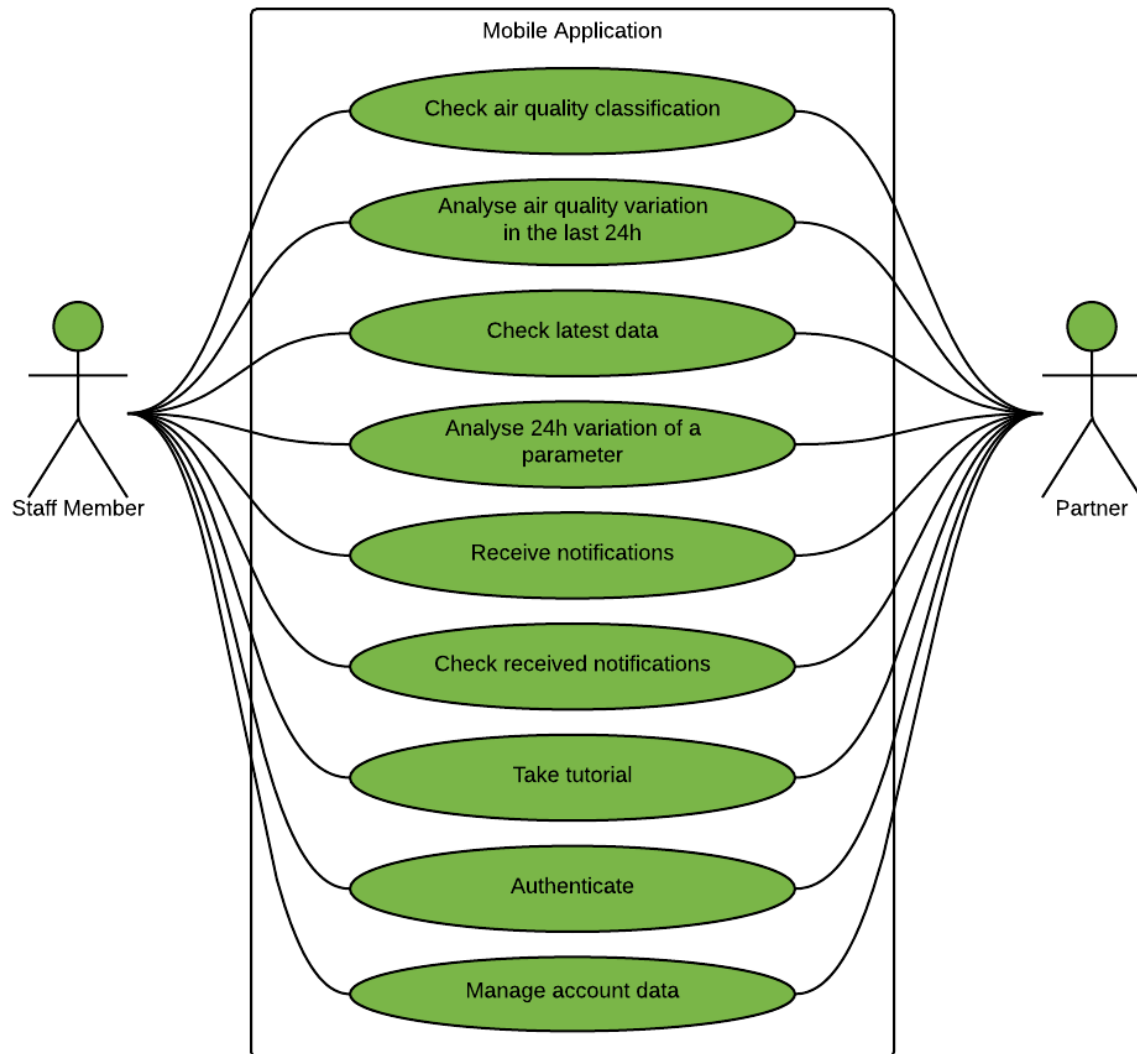 Mobile Application
Check air quality classification
Analyse air quality variation
in the last 24h
Check latest data
Analyse 24h variation of a
parameter
Staff Member
Partner
Receive notifications
Check received notifications
Take tutorial
Authenticate
Manage account data